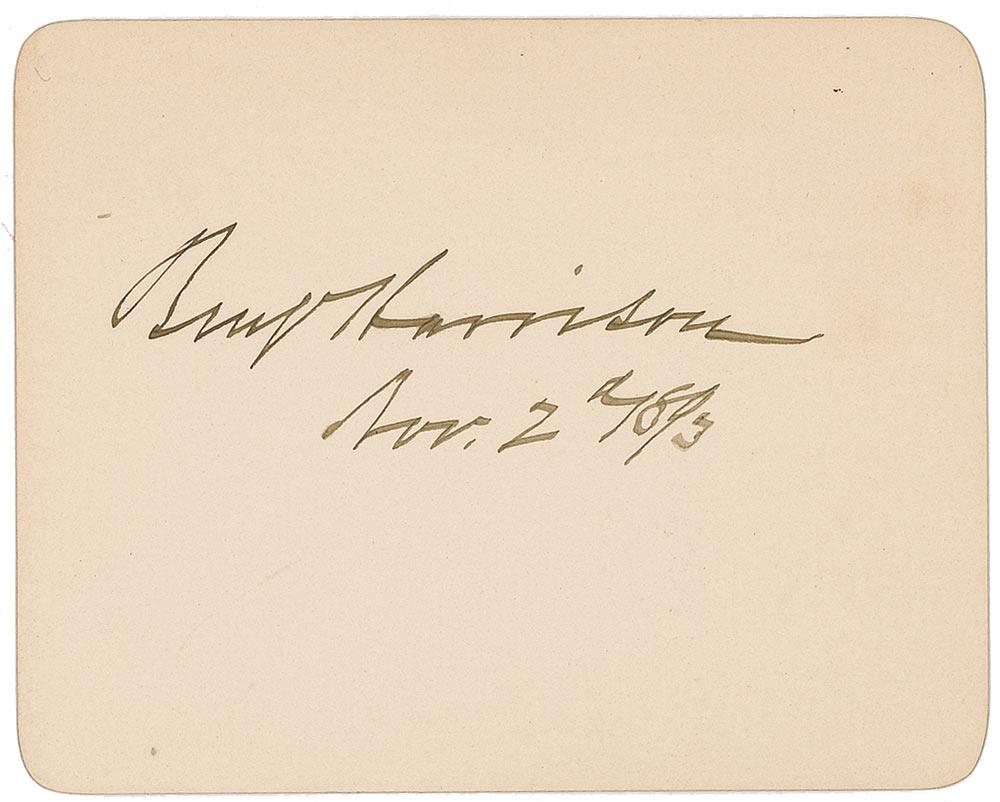 Benj Harrison
Nov. 2d 1893